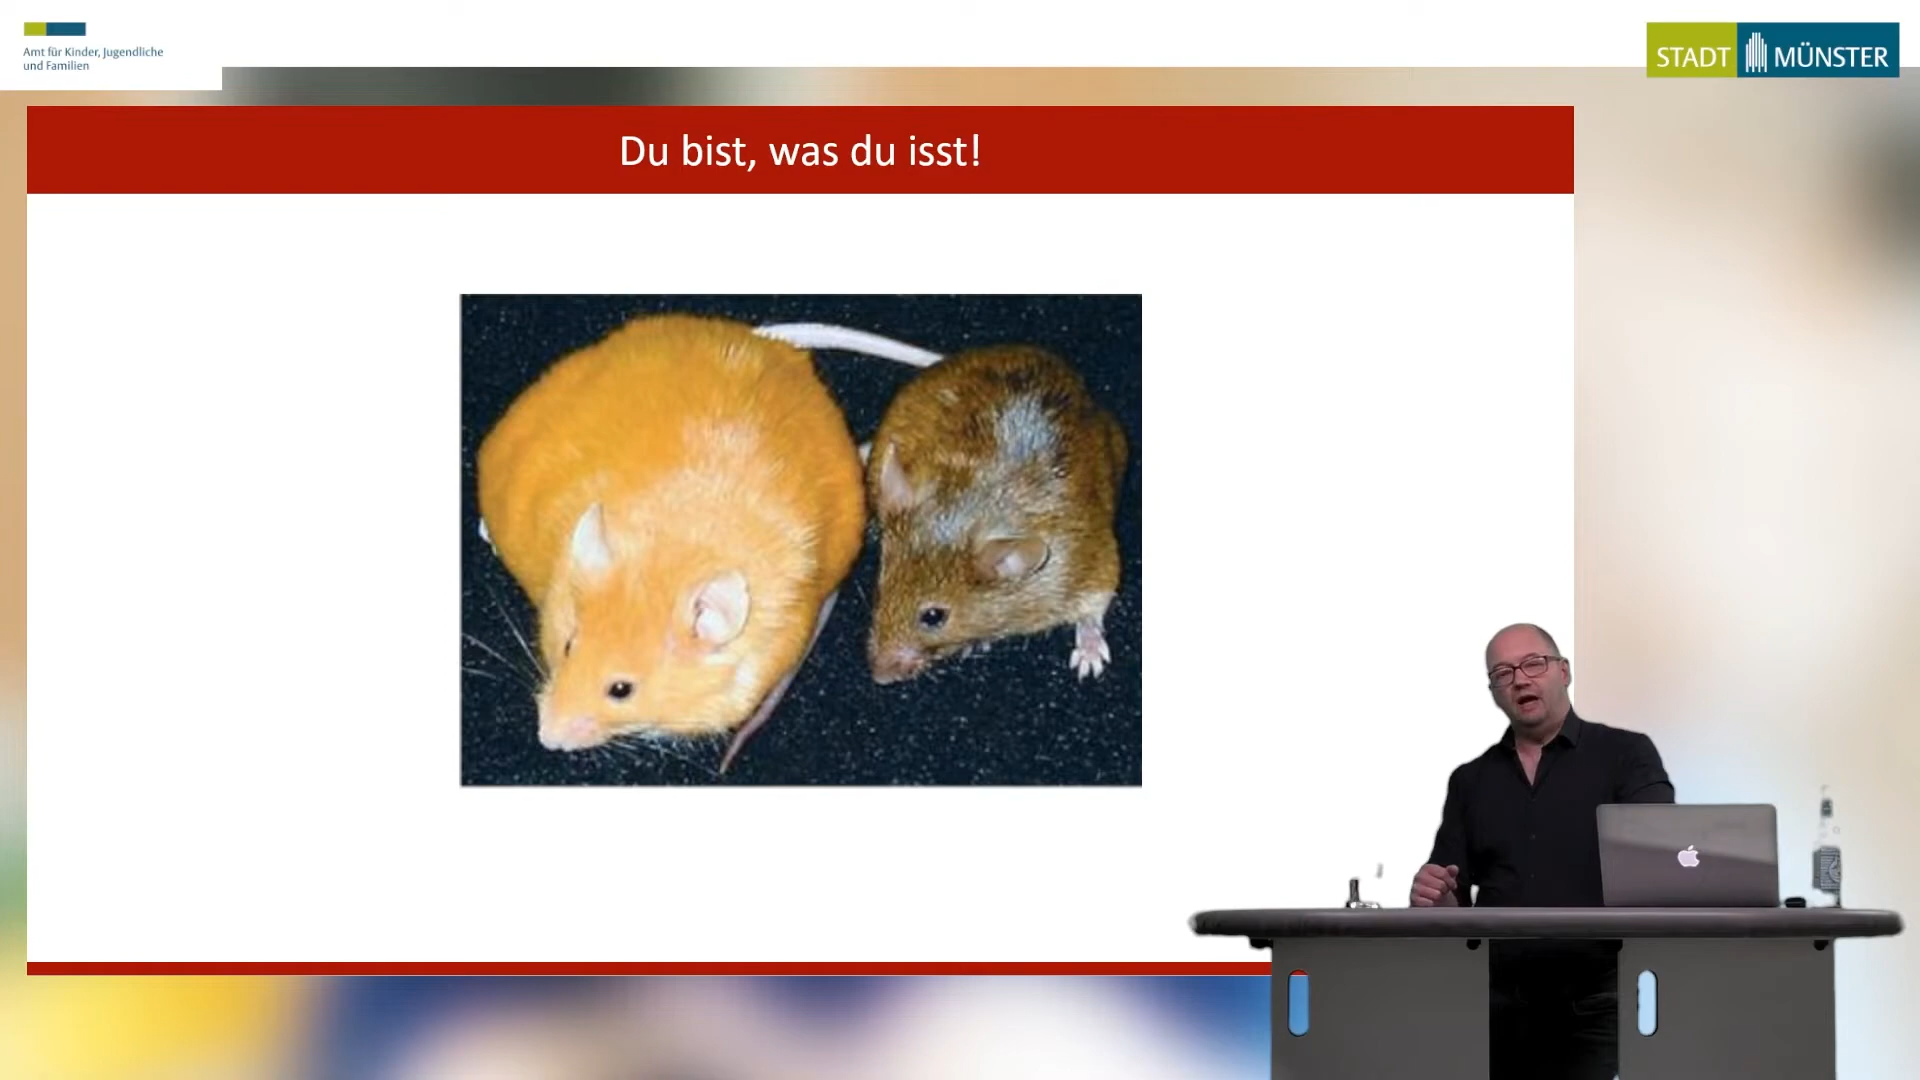 Amt für Kinder, Jugendliche
und Familien
STADT MÜNSTER
Du bist, was du isst!